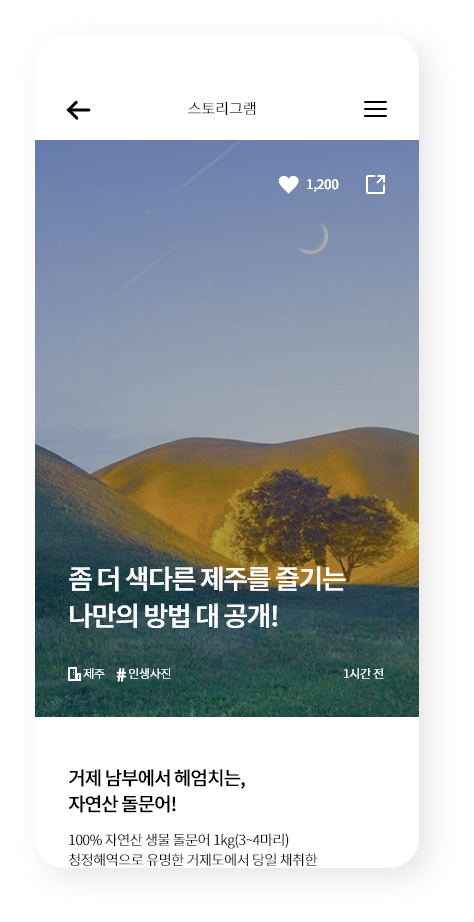 스토리그램
1,200
좀 더 색다른 제주를 즐기는
나만의 방법 대 공개!
제주 #인생사진 1시간 전
거제 남부에서 헤엄치는,
자연산 돌문어!
100% 자연산 생물 돌문어 1kg(3~4마리)
청정해역으로 유명한 거제도에서 당일 채취한